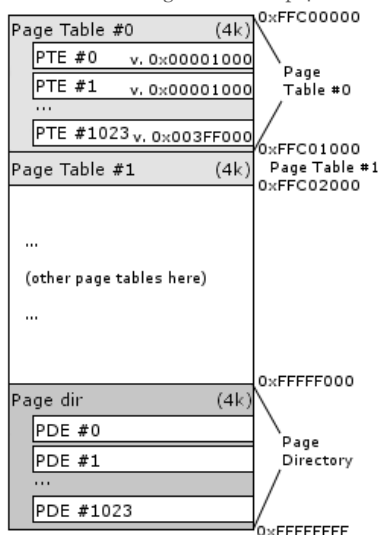 0xFFC00000
Page Table #0 (4k)
PTE #0 v. 0x00001000
PTE #1 v. 0x00001000
...
PTE #1023 v. 0x003FF000
Page
Table #0
0xFFC01000
Page Table #1 (4k)
Page Table #1
0xFFC02000
...
(other page tables here)
...
0xFFFFF000
Page dir (4k)
PDE #0
PDE #1
...
PDE #1023
Page
Directory
0xFFFFFFFF